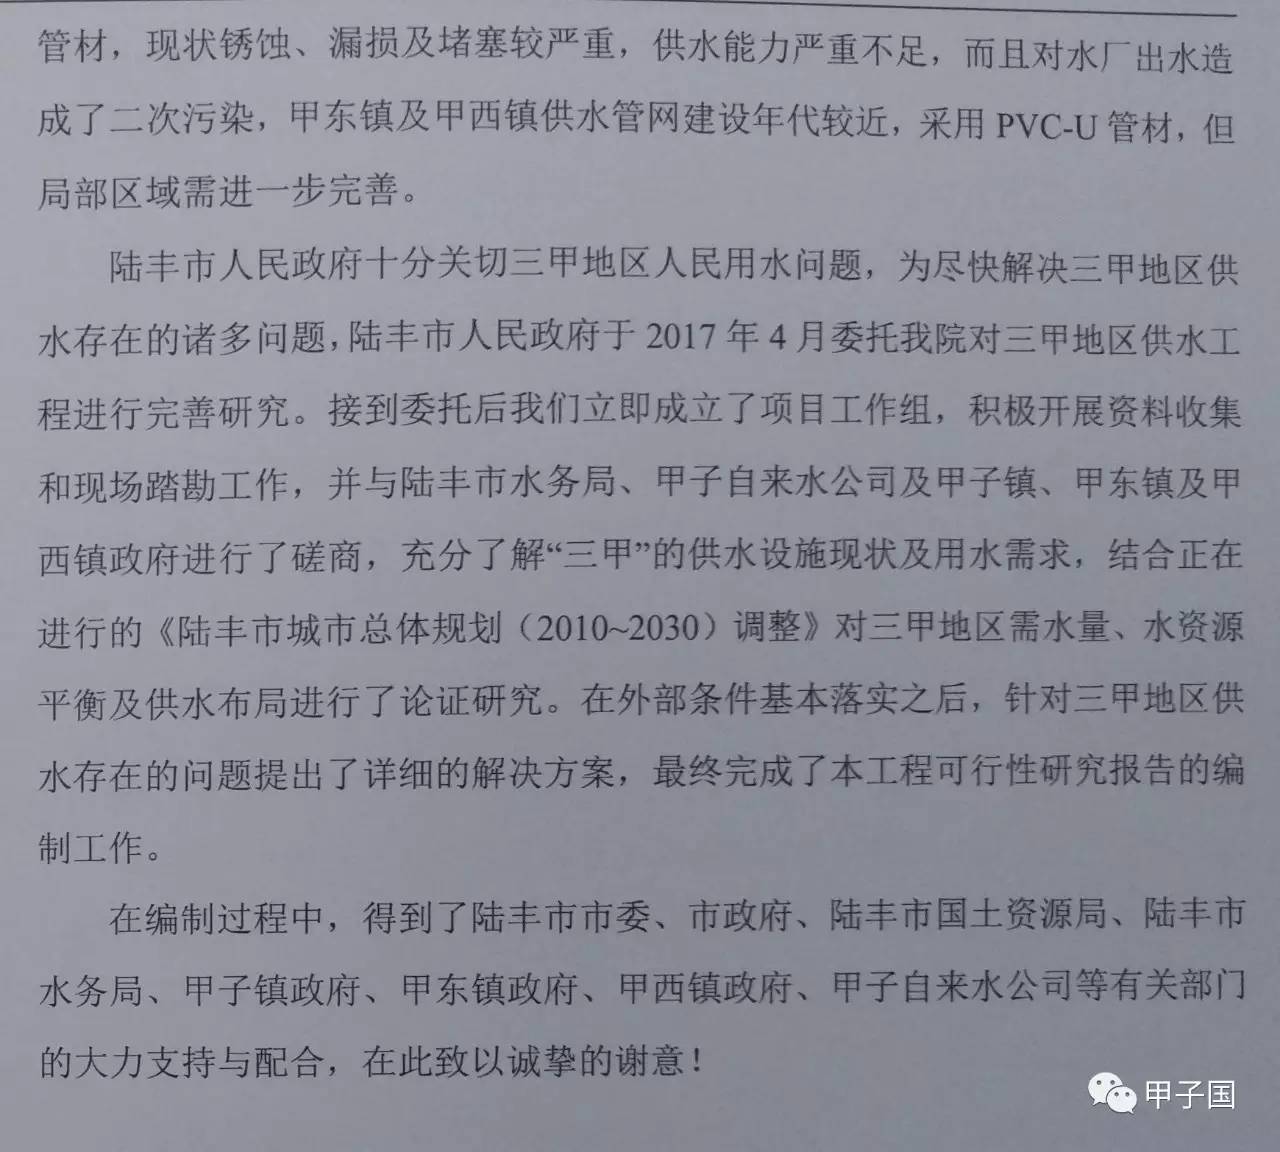 管材，现状锈蚀、漏损及堵塞较严重，供水能力严重不足，而且对水厂出水造
成了二次污染，甲东镇及甲西镇供水管网建设年代较近，采用 PVC-U 管材，但
局部区域需进一步完善。
陆丰市人民政府十分关切三甲地区人民用水问题，为尽快解决三甲地区供
水存在的诸多问题，陆丰市人民政府于 2017 年 4 月委托我院对三甲地区供水工
程进行完善研究。接到委托后我们立即成立了项目工作组，积极开展资料收集
和现场踏勘工作，并与陆丰市水务局、甲子自来水公司及甲子镇、甲东镇及甲
西镇政府进行了磋商，充分了解“三甲”的供水设施现状及用水需求，结合正在
进行的《陆丰市城市总体规划（2010~2030）调整》对三甲地区需水量、水资源
平衡及供水布局进行了论证研究。在外部条件基本落实之后，针对三甲地区供
水存在的问题提出了详细的解决方案，最终完成了本工程可行性研究报告的编
制工作。
在编制过程中，得到了陆丰市市委、市政府、陆丰市国土资源局、陆丰市
水务局、甲子镇政府、甲东镇政府、甲西镇政府、甲子自来水公司等有关部门
的大力支持与配合，在此致以诚挚的谢意！
甲子国